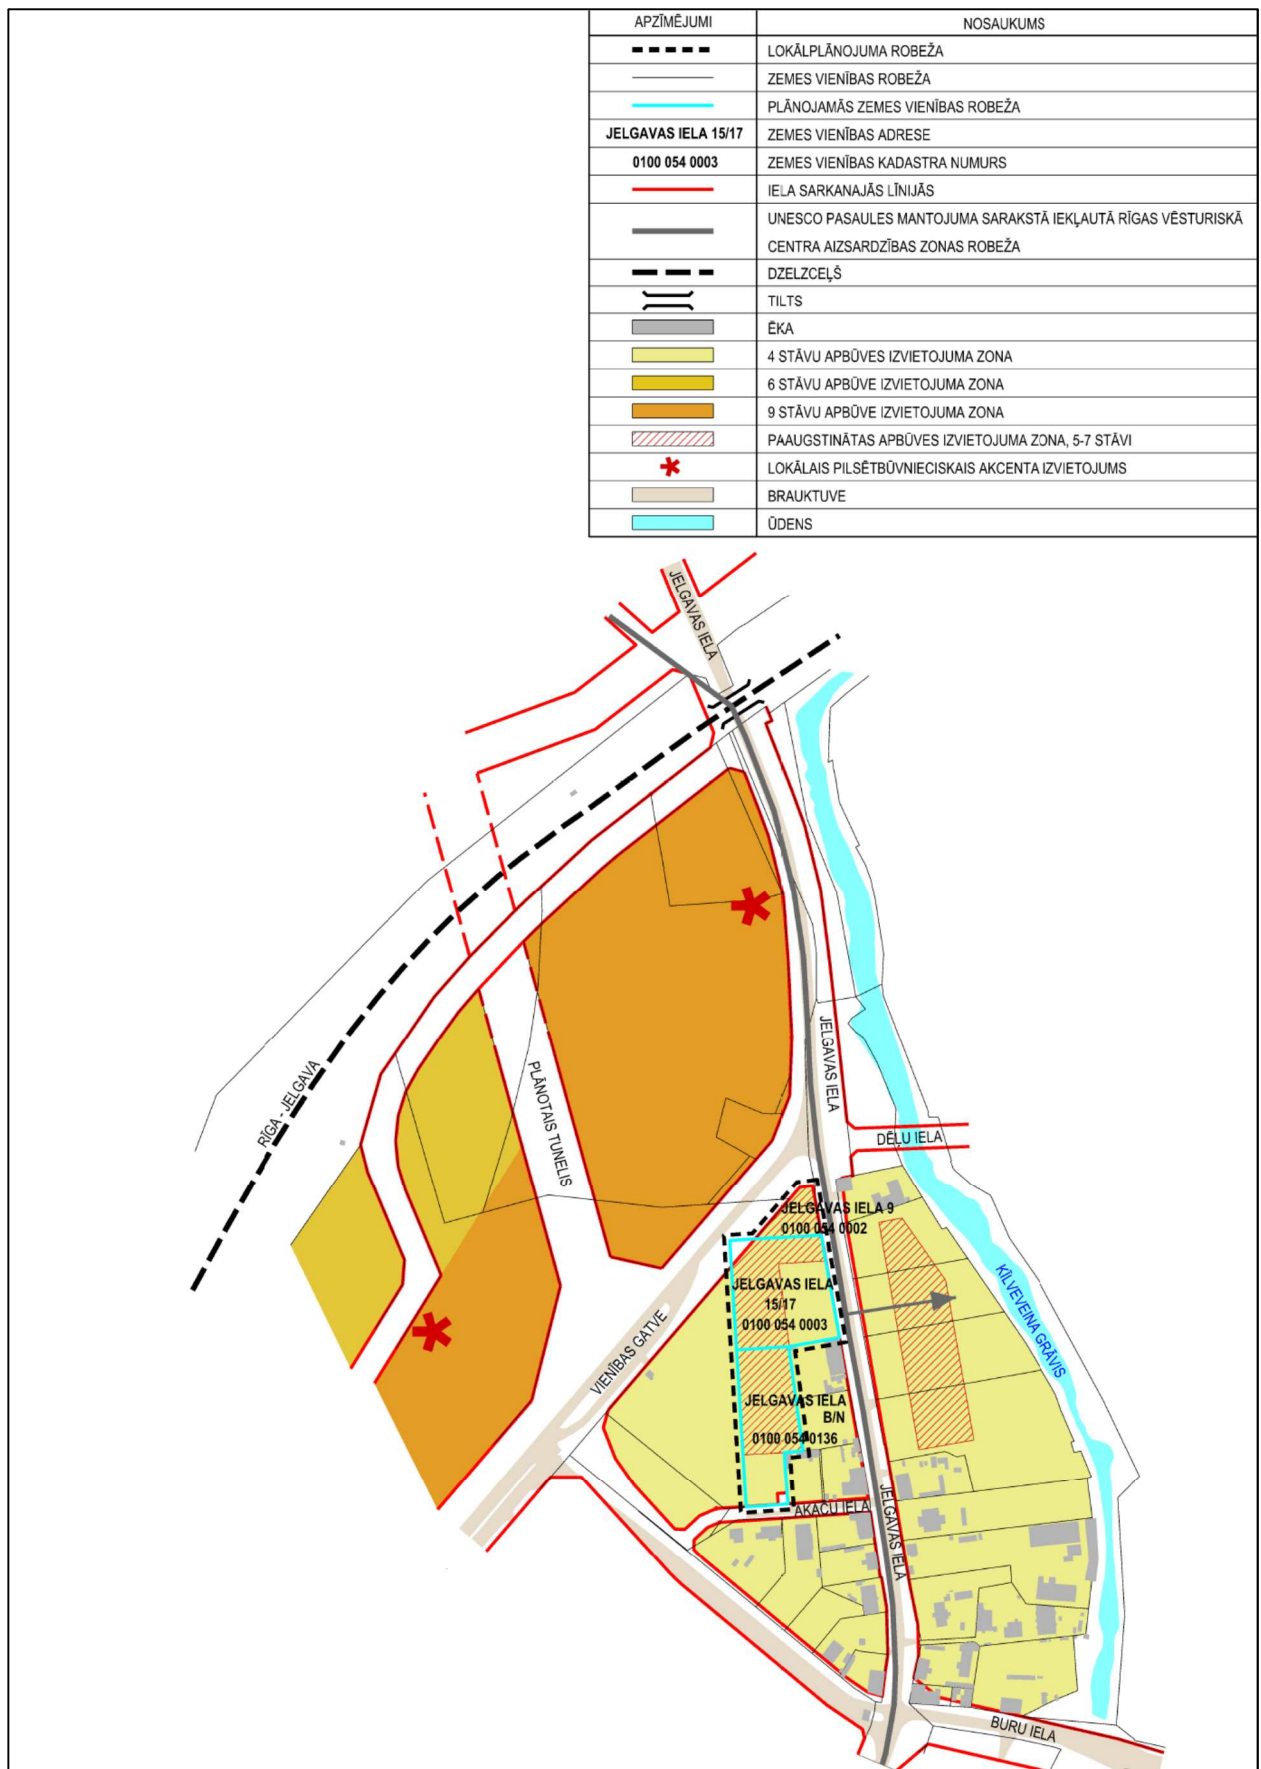 APZĪMĒJUMI NOSAUKUMS
LOKĀLPLĀNOJUMA ROBEŽA
ZEMES VIENĪBAS ROBEŽA
PLĀNOJAMĀS ZEMES VIENĪBAS ROBEŽA
JELGAVAS IELA 15/17 ZEMES VIENĪBAS ADRESE
0100 054 0003 ZEMES VIENĪBAS KADASTRA NUMURS
IELA SARKANAJĀS LĪNIJĀS
UNESCO PASAULES MANTOJUMA SARAKSTĀ IEKĻAUTĀ RĪGAS VĒSTURISKĀ
CENTRA AIZSARDZĪBAS ZONAS ROBEŽA
DZELZCEĻŠ
TILTS
ĒKA
4 STĀVU APBŪVES IZVIETOJUMA ZONA
6 STĀVU APBŪVE IZVIETOJUMA ZONA
9 STĀVU APBŪVE IZVIETOJUMA ZONA
PAAUGSTINĀTAS APBŪVES IZVIETOJUMA ZONA, 5-7 STĀVI
LOKĀLAIS PILSĒTBŪVNIECISKAIS AKCENTA IZVIETOJUMS
BRAUKTUVE
ŪDENS
JELGAVAS IELA
RĪGA - JELGAVA
PLĀNOTAIS TUNELIS
JELGAVAS IELA
DĒĻU IELA
JELGAVAS IELA 9
0100 054 0002
JELGAVAS IELA
15/17
0100 054 0003
ĶĪLVEVEINA GRĀVIS
VIENĪBAS GATVE
JELGAVAS IELA
B/N
0100 054 0136
AKAČU IELA
JELGAVAS IELA
BURU IELA